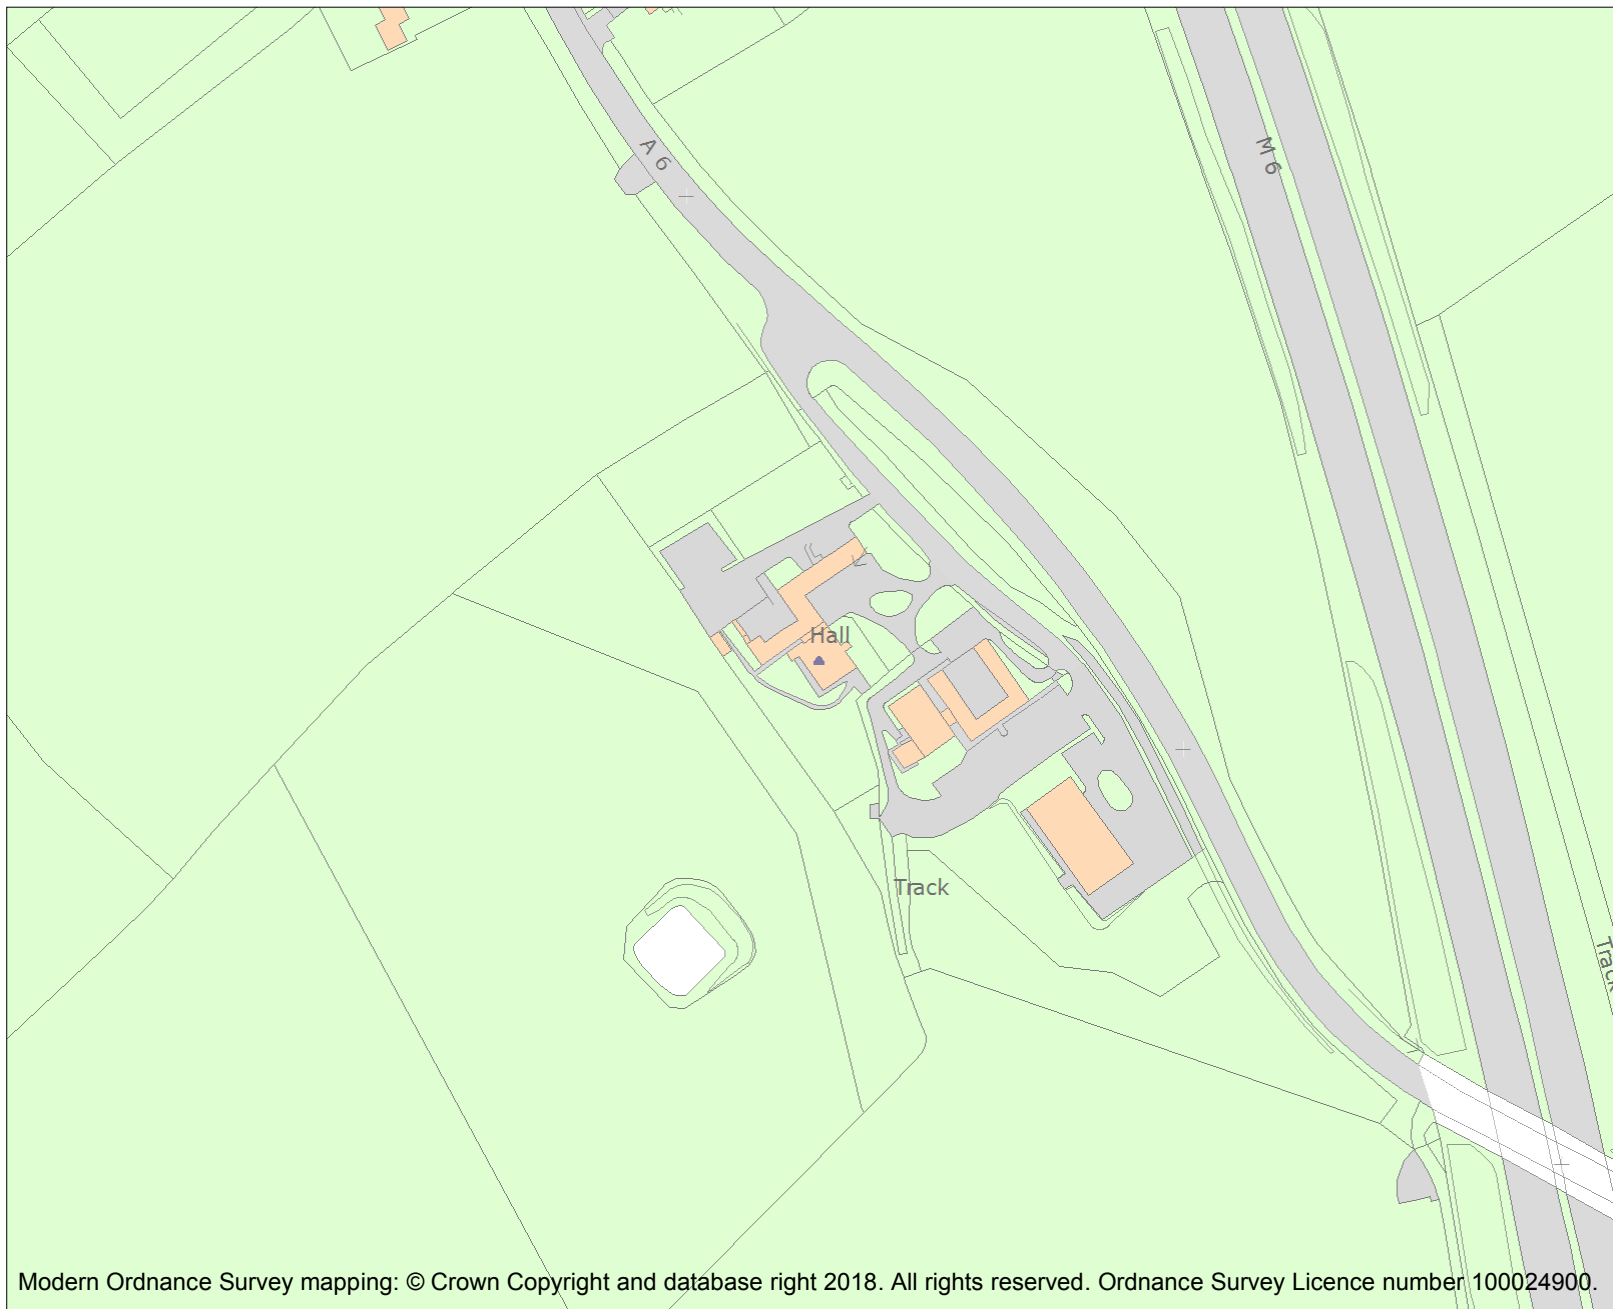 A 6
M 6
Hall
Track
Track
Modern Ordnance Survey mapping: © Crown Copyright and database right 2018. All rights reserved. Ordnance Survey Licence number 100024900.